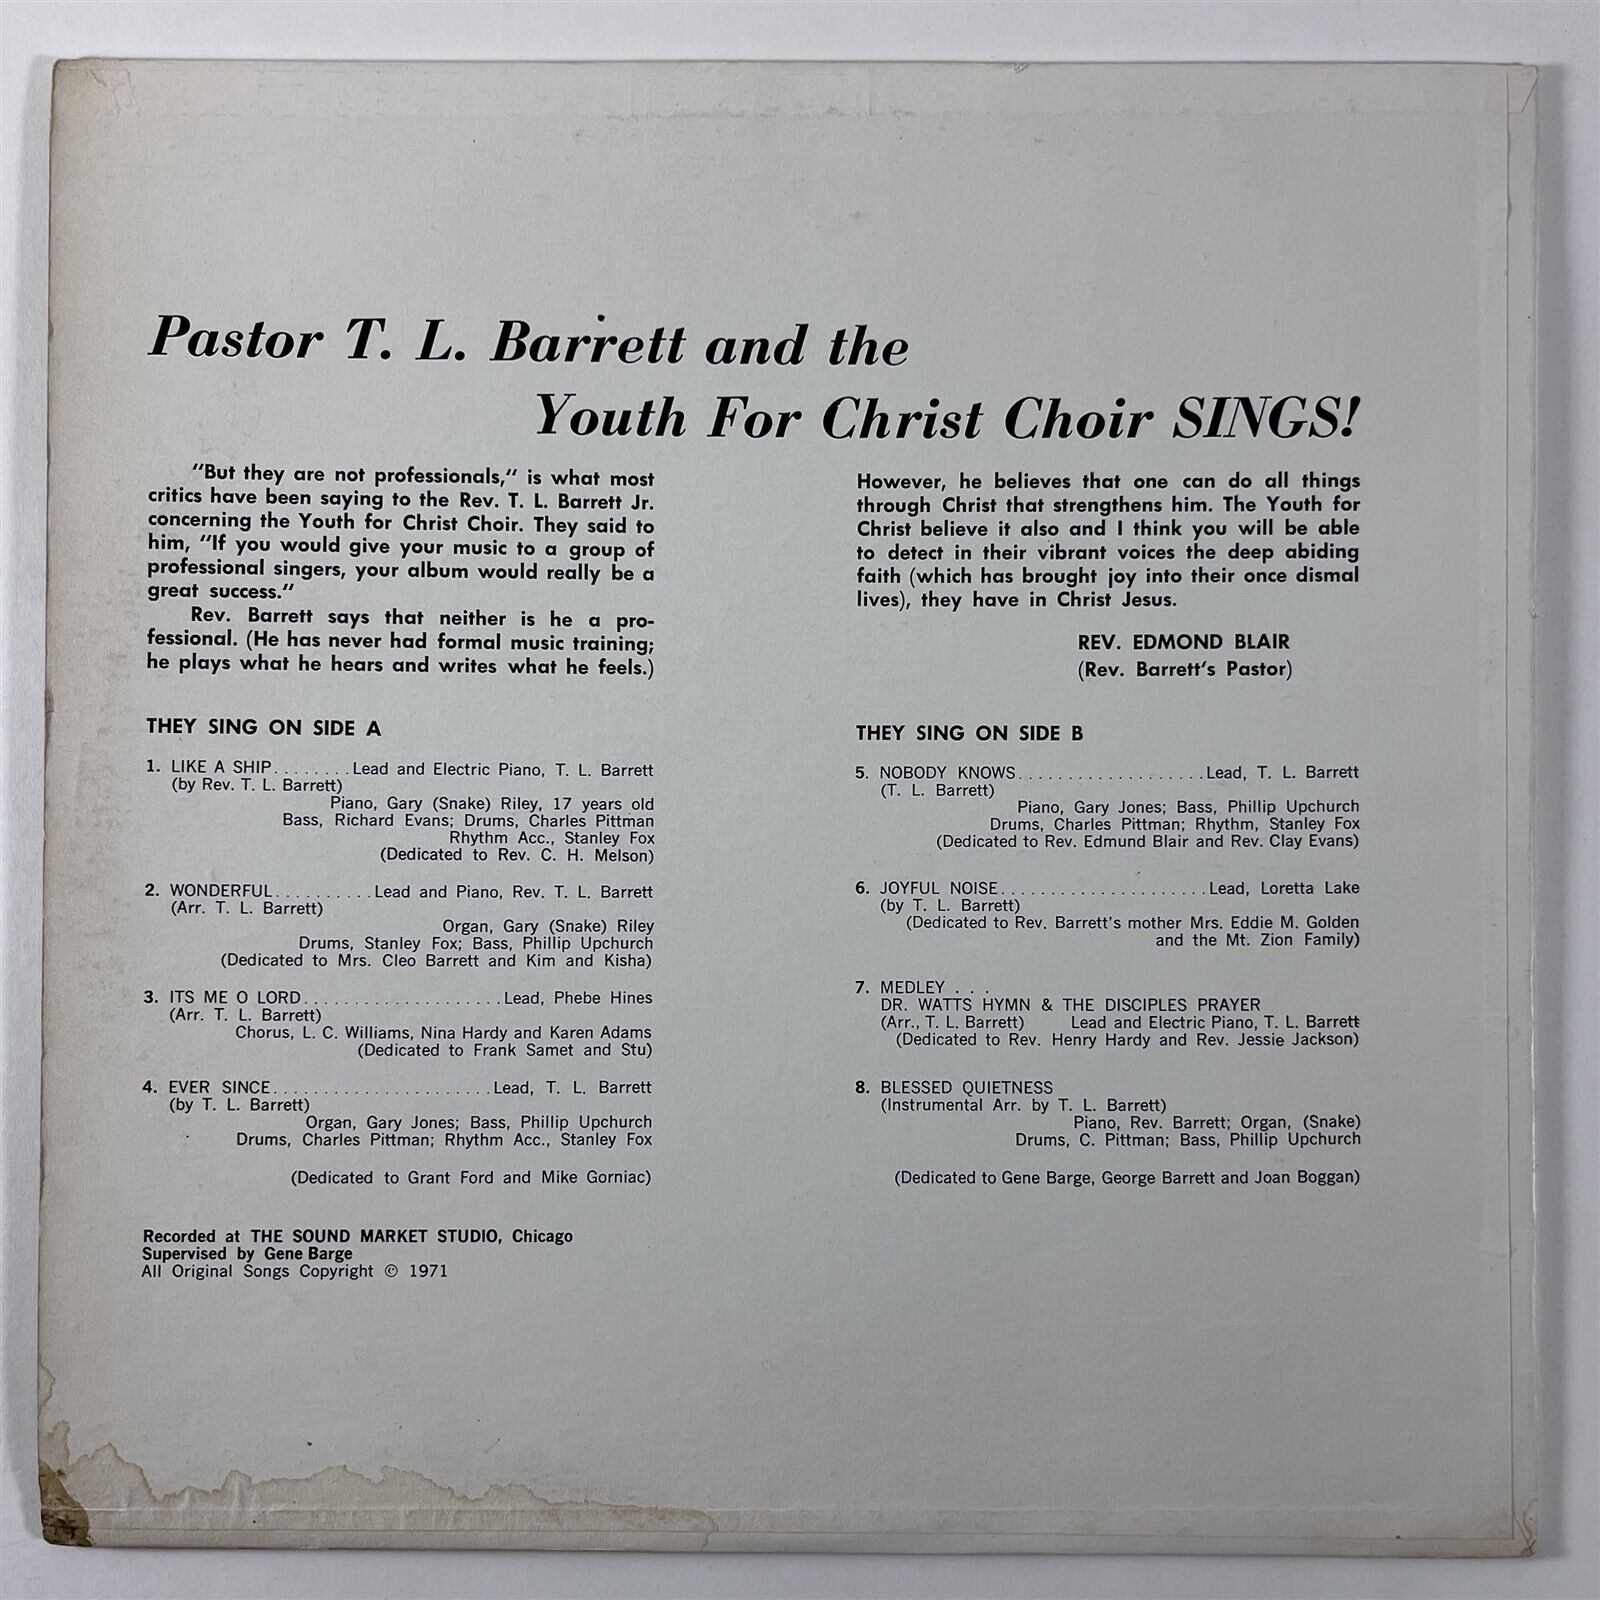 Pastor T. L. Barrett and the
Youth For Christ Choir SINGS!
"But they are not professionals," is what most
critics have been saying to the Rev. T. L. Barrett Jr.
concerning the Youth for Christ Choir. They said to
him, "If you would give your music to a group of
professional singers, your album would really be a
great success."
Rev. Barrett says that neither is he a pro-
fessional. (He has never had formal music training;
he plays what he hears and writes what he feels.)
However, he believes that one can do all things
through Christ that strengthens him. The Youth for
Christ believe it also and I think you will be able
to detect in their vibrant voices the deep abiding
faith (which has brought joy into their once dismal
lives), they have in Christ Jesus.
REV. EDMOND BLAIR
(Rev. Barrett's Pastor)
THEY SING ON SIDE A
1. LIKE A SHIP........Lead and Electric Piano, T. L. Barrett
(by Rev. T. L. Barrett)
Piano, Gary (Snake) Riley, 17 years old
Bass, Richard Evans; Drums, Charles Pittman
Rhythm Acc., Stanley Fox
(Dedicated to Rev. C. H. Melson)
2. WONDERFUL..........Lead and Piano, Rev. T. L. Barrett
(Arr. T. L. Barrett)
Organ, Gary (Snake) Riley
Drums, Stanley Fox; Bass, Phillip Upchurch
(Dedicated to Mrs. Cleo Barrett and Kim and Kisha)
3. ITS ME O LORD....................Lead, Phebe Hines
(Arr. T. L. Barrett)
Chorus, L. C. Williams, Nina Hardy and Karen Adams
(Dedicated to Frank Samet and Stu)
4. EVER SINCE......................Lead, T. L. Barrett
(by T. L. Barrett)
Organ, Gary Jones; Bass, Phillip Upchurch
Drums, Charles Pittman; Rhythm Acc., Stanley Fox
(Dedicated to Grant Ford and Mike Gorniac)
THEY SING ON SIDE B
5. NOBODY KNOWS...................Lead, T. L. Barrett
(T. L. Barrett)
Piano, Gary Jones; Bass, Phillip Upchurch
Drums, Charles Pittman; Rhythm, Stanley Fox
(Dedicated to Rev. Edmund Blair and Rev. Clay Evans)
6. JOYFUL NOISE.....................Lead, Loretta Lake
(by T. L. Barrett)
(Dedicated to Rev. Barrett's mother Mrs. Eddie M. Golden
and the Mt. Zion Family)
7. MEDLEY . . .
DR. WATTS HYMN & THE DISCIPLES PRAYER
(Arr., T. L. Barrett) Lead and Electric Piano, T. L. Barrett
(Dedicated to Rev. Henry Hardy and Rev. Jessie Jackson)
8. BLESSED QUIETNESS
(Instrumental Arr. by T. L. Barrett)
Piano, Rev. Barrett; Organ, (Snake)
Drums, C. Pittman; Bass, Phillip Upchurch
(Dedicated to Gene Barge, George Barrett and Joan Boggan)
Recorded at THE SOUND MARKET STUDIO, Chicago
Supervised by Gene Barge
All Original Songs Copyright © 1971